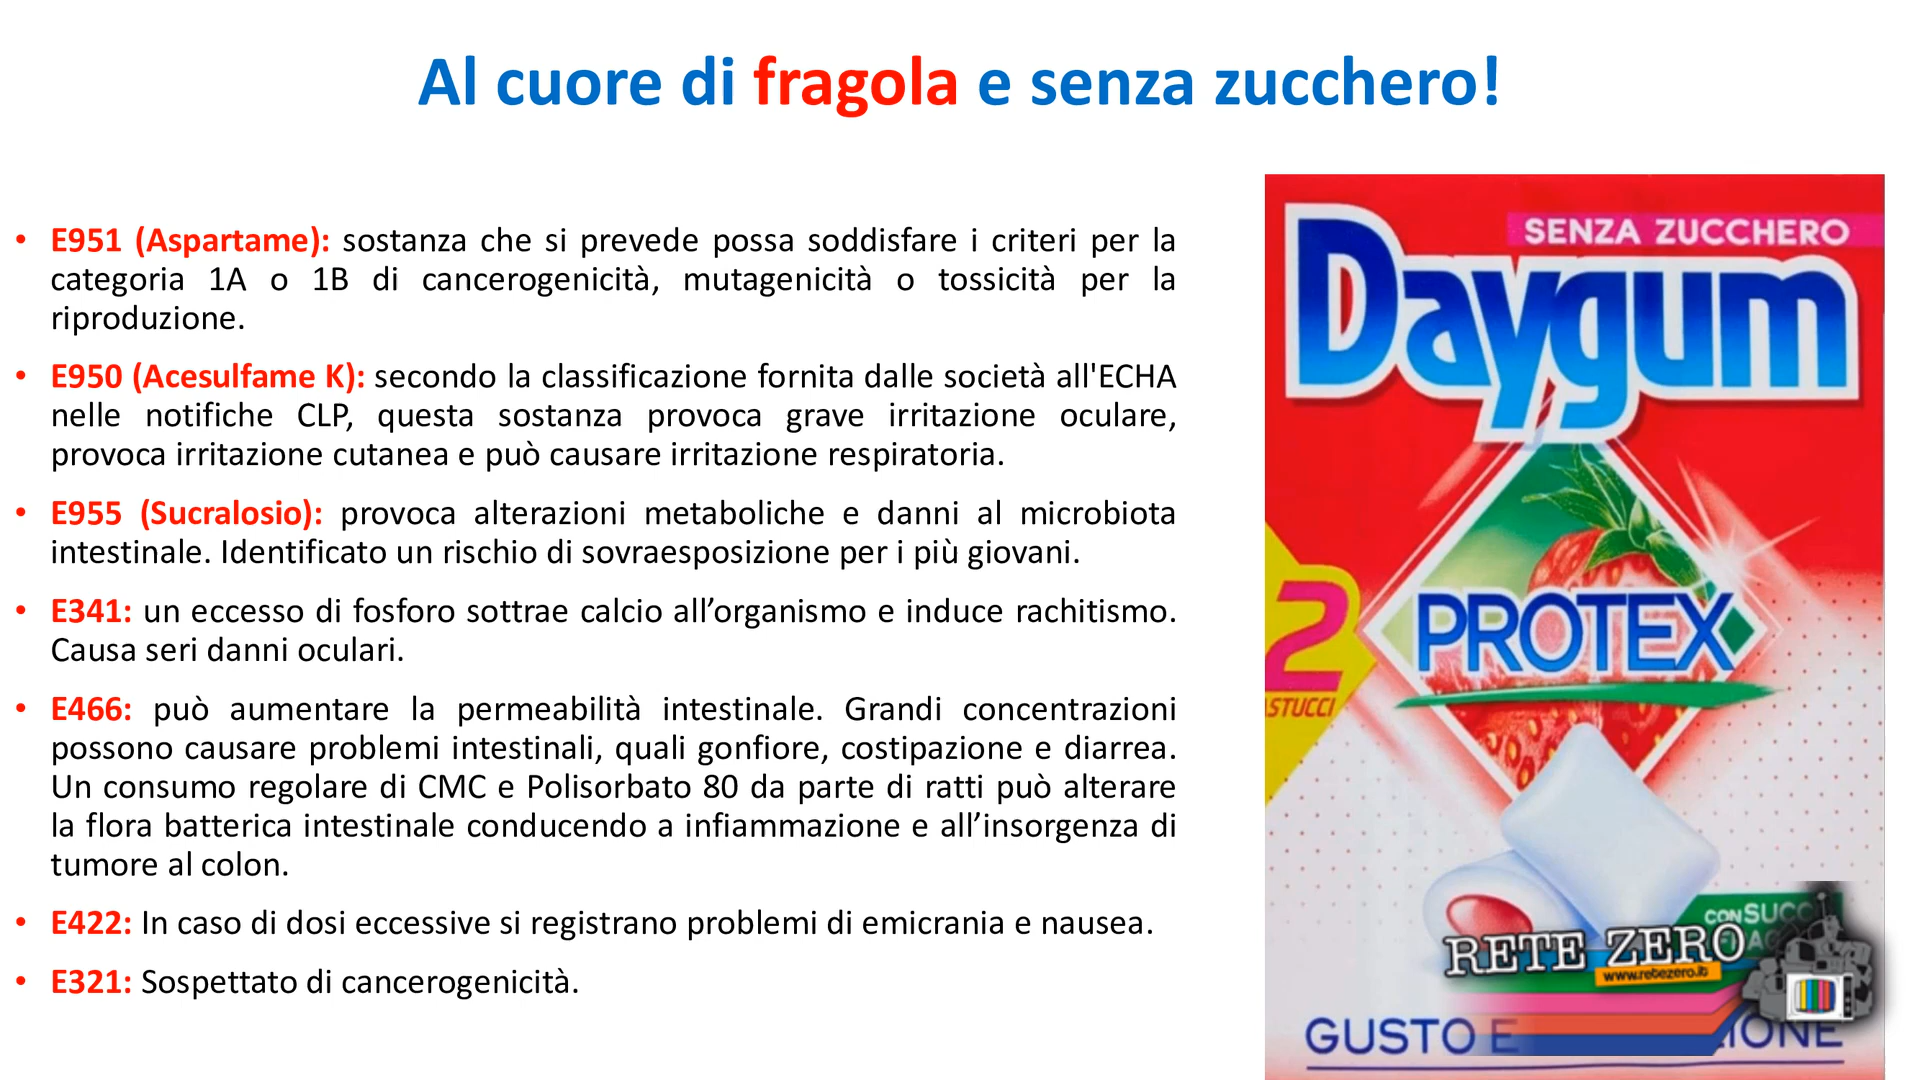 Al cuore di fragola e senza zucchero!
• E951 (Aspartame): sostanza che si prevede possa soddisfare i criteri per la
categoria 1A o 1B di cancerogenicità, mutagenicità o tossicità per la
riproduzione.
• E950 (Acesulfame K): secondo la classificazione fornita dalle società all'ECHA
nelle notifiche CLP, questa sostanza provoca grave irritazione oculare,
provoca irritazione cutanea e può causare irritazione respiratoria.
• E955 (Sucralosio): provoca alterazioni metaboliche e danni al microbiota
intestinale. Identificato un rischio di sovraesposizione per i più giovani.
• E341: un eccesso di fosforo sottrae calcio all’organismo e induce rachitismo.
Causa seri danni oculari.
• E466: può aumentare la permeabilità intestinale. Grandi concentrazioni
possono causare problemi intestinali, quali gonfiore, costipazione e diarrea.
Un consumo regolare di CMC e Polisorbato 80 da parte di ratti può alterare
la flora batterica intestinale conducendo a infiammazione e all’insorgenza di
tumore al colon.
• E422: In caso di dosi eccessive si registrano problemi di emicrania e nausea.
• E321: Sospettato di cancerogenicità.
SENZA ZUCCHERO
Daygum
PROTEX
2
STUCCI
CON SUCC
RETE ZERO
www.retezero.it
GUSTO E
IONE